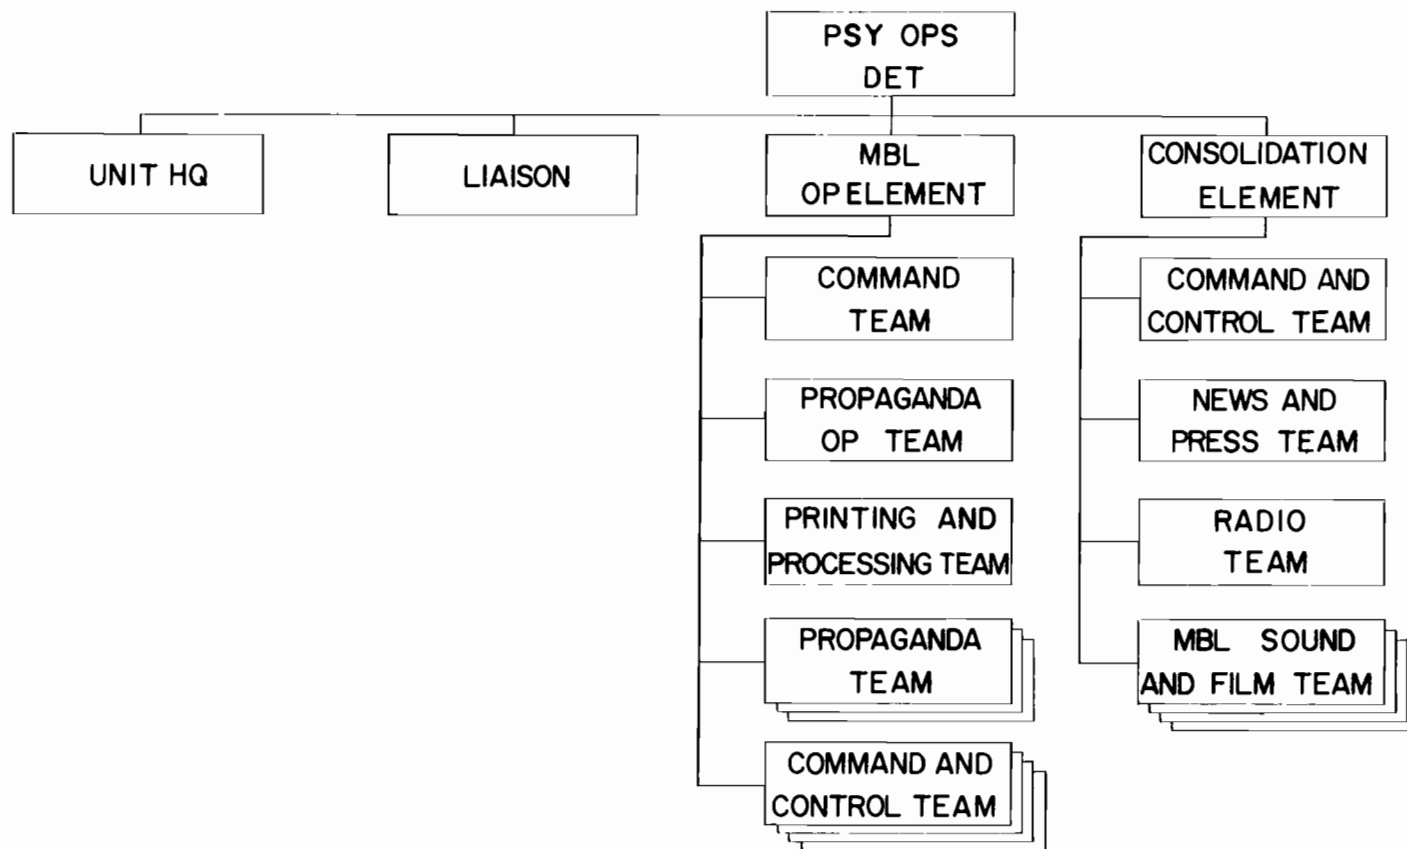 PSY OPS
DET
UNIT HQ
LIAISON
MBL
OP ELEMENT
CONSOLIDATION
ELEMENT
COMMAND
TEAM
PROPAGANDA
OP TEAM
PRINTING AND
PROCESSING TEAM
PROPAGANDA
TEAM
COMMAND AND
CONTROL TEAM
COMMAND AND
CONTROL TEAM
NEWS AND
PRESS TEAM
RADIO
TEAM
MBL SOUND
AND FILM TEAM